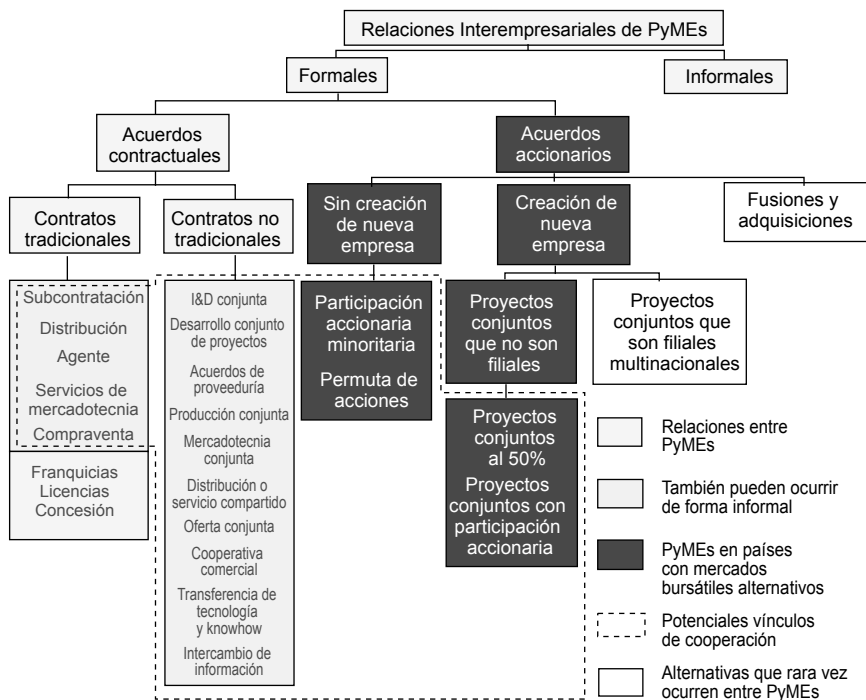 Relaciones Interempresariales de PyMEs
Formales
Informales
Acuerdos
contractuales
Acuerdos
accionarios
Contratos
tradicionales
Contratos no
tradicionales
Sin creación
de nueva
empresa
Creación de
nueva
empresa
Fusiones y
adquisiciones
Subcontratación
Distribución
Agente
Servicios de
mercadotecnia
Compraventa
Franquicias
Licencias
Concesión
I&D conjunta
Desarrollo conjunto
de proyectos
Acuerdos de
proveeduría
Producción conjunta
Mercadotecnia
conjunta
Distribución o
servicio compartido
Oferta conjunta
Cooperativa
comercial
Transferencia de
tecnología
y knowhow
Intercambio de
información
Participación
accionaria
minoritaria
Permuta de
acciones
Proyectos
conjuntos
que no son
filiales
Proyectos
conjuntos que
son filiales
multinacionales
Proyectos
conjuntos
al 50%
Proyectos
conjuntos con
participación
accionaria
Relaciones entre
PyMEs
También pueden ocurrir
de forma informal
PyMEs en países
con mercados
bursátiles alternativos
Potenciales vínculos
de cooperación
Alternativas que rara vez
ocurren entre PyMEs